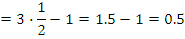 = 3 · 1/2 − 1 = 1.5 − 1 = 0.5